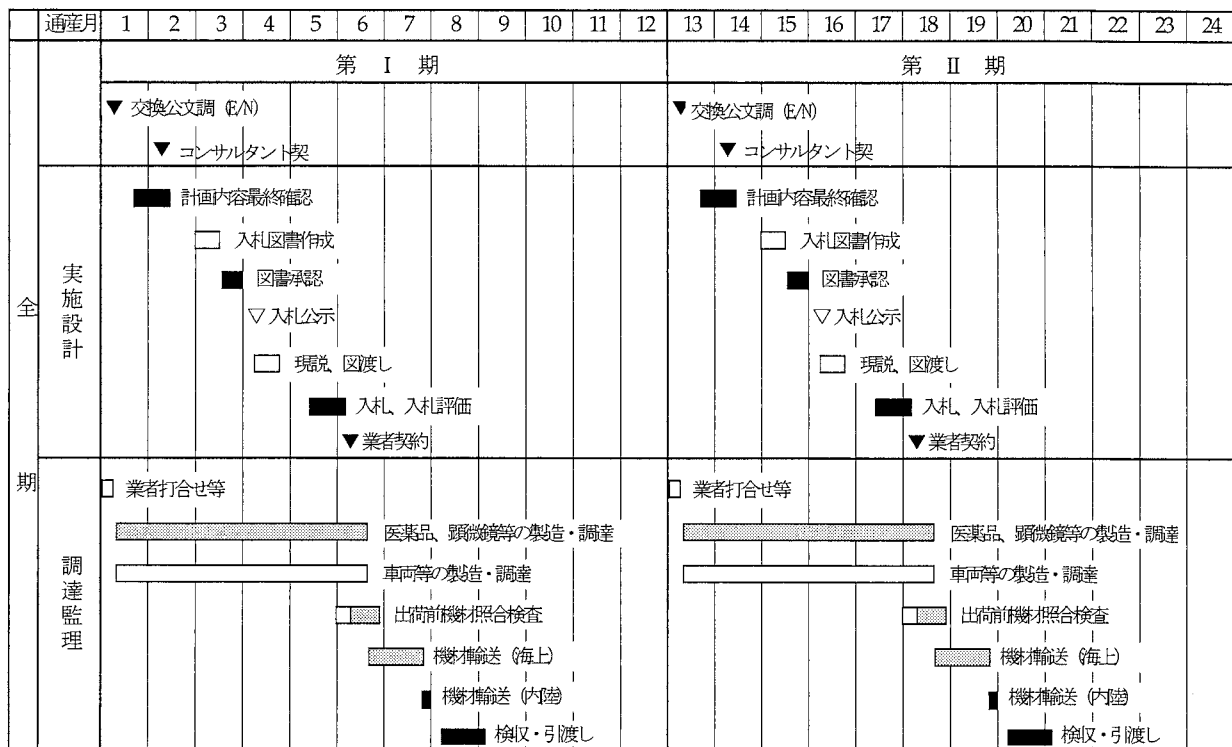 通産月 1 2 3 4 5 6 7 8 9 10 11 12 13 14 15 16 17 18 19 20 21 22 23 24
第 Ⅰ 期 第 Ⅱ 期
▼ 交換公文調 (E/N) ▼ 交換公文調 (E/N)
▼ コンサルタント契 ▼ コンサルタント契
全期
実施設計
計画内容最終確認 計画内容最終確認
入札図書作成 入札図書作成
図書承認 図書承認
▽ 入札公示 ▽ 入札公示
現説、図渡し 現説、図渡し
入札、入札評価 入札、入札評価
▼ 業者契約 ▼ 業者契約
調達監理
業者打合せ等 業者打合せ等
医薬品、顕微鏡等の製造・調達 医薬品、顕微鏡等の製造・調達
車両等の製造・調達 車両等の製造・調達
出荷前機材照合検査 出荷前機材照合検査
機材輸送 (海上) 機材輸送 (海上)
機材輸送 (内陸) 機材輸送 (内陸)
検収・引渡し 検収・引渡し